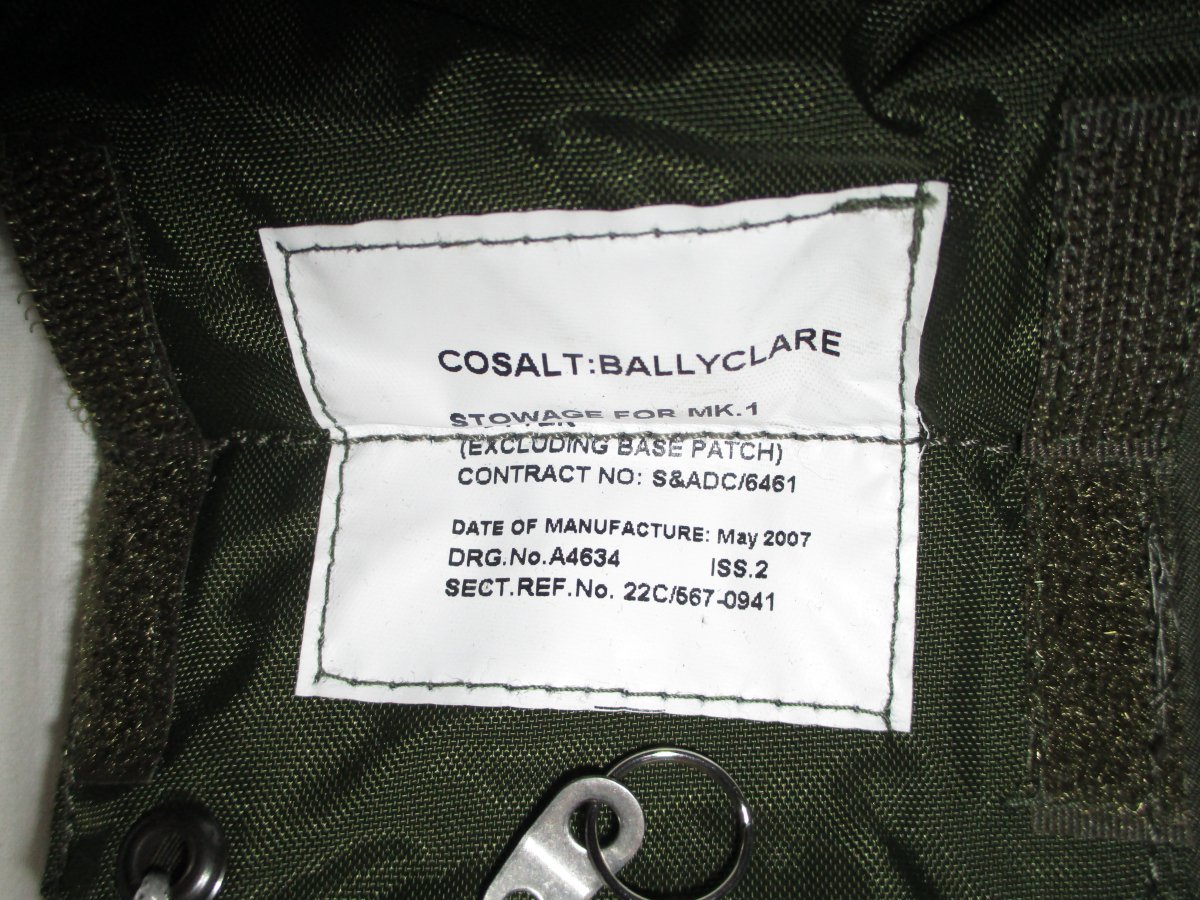 COSALT:BALLYCLARE
STOWAGE FOR MK.1
(EXCLUDING BASE PATCH)
CONTRACT NO: S&ADC/6461
DATE OF MANUFACTURE: May 2007
DRG.No.A4634 ISS.2
SECT.REF.No. 22C/567-0941